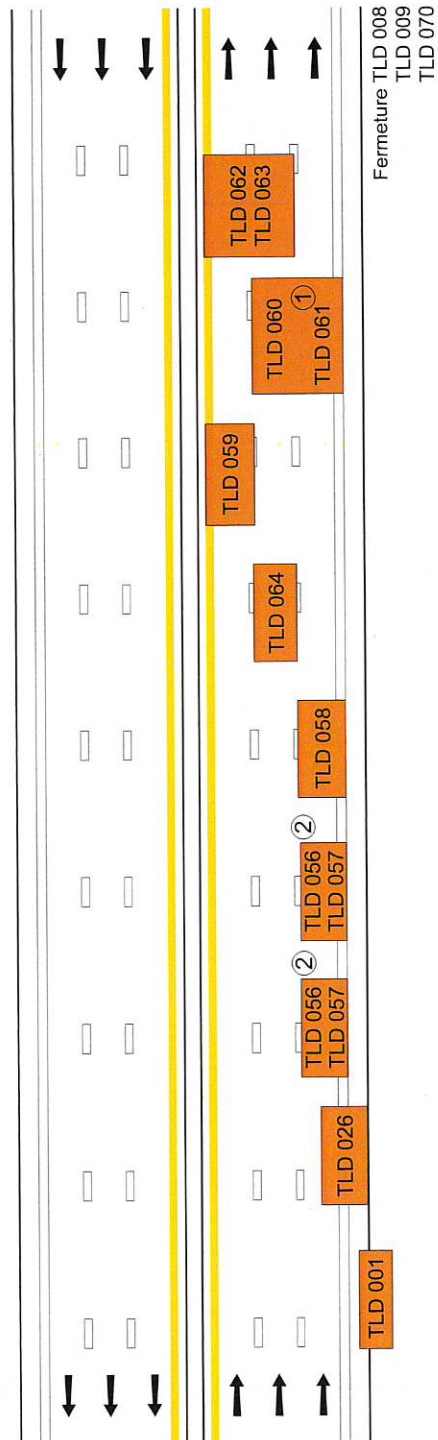 TLD 001
TLD 026
TLD 056
TLD 057
②
TLD 056
TLD 057
②
TLD 058
TLD 064
TLD 059
TLD 060
①
TLD 061
TLD 062
TLD 063
Fermeture TLD 008
TLD 009
TLD 070